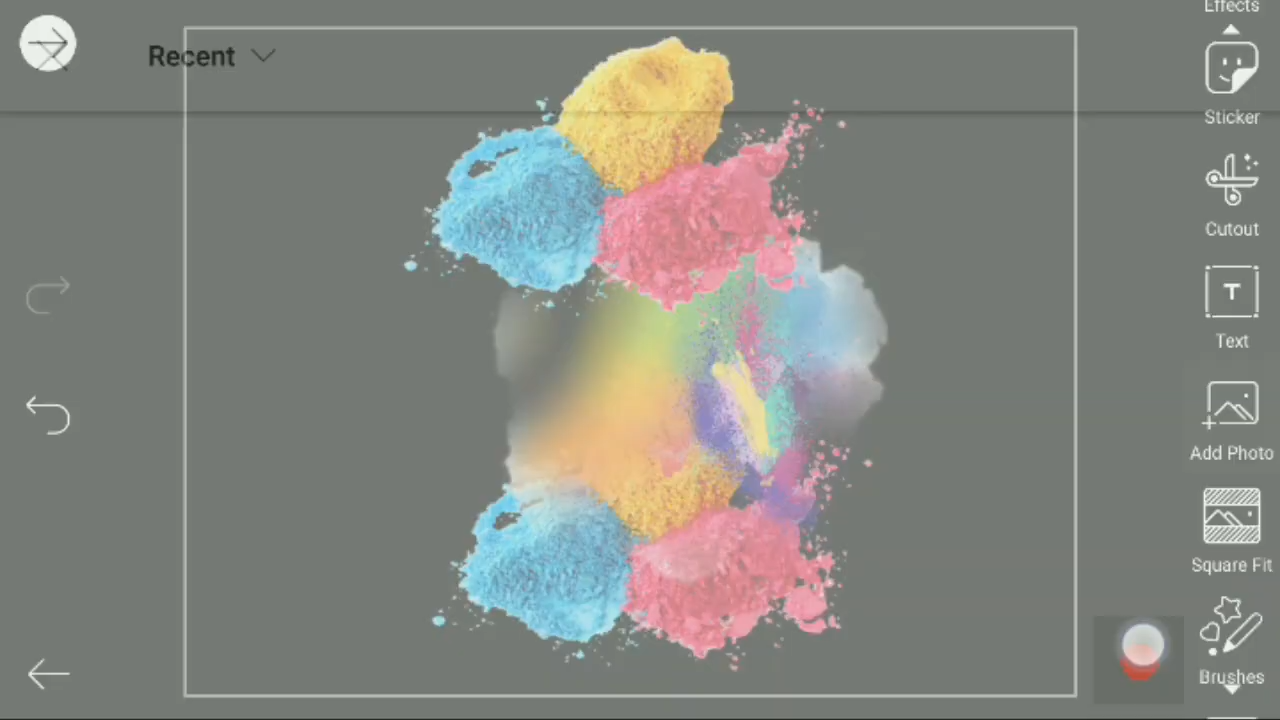 Effects
Recent
Sticker
Cutout
T
Text
Add Photo
Square Fit
Brushes